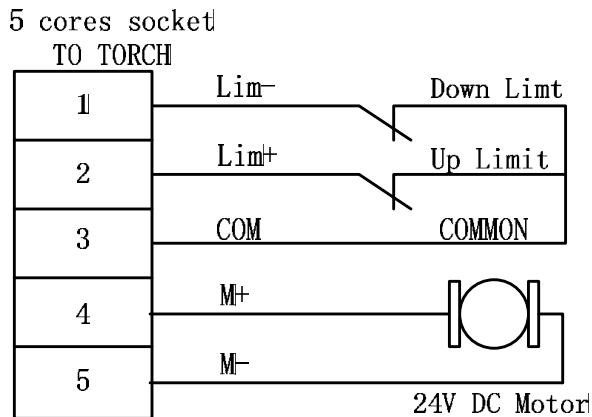 5 cores socket
TO TORCH
1 Lim- Down Limt
2 Lim+ Up Limit
3 COM COMMON
4 M+
5 M-
24V DC Motor